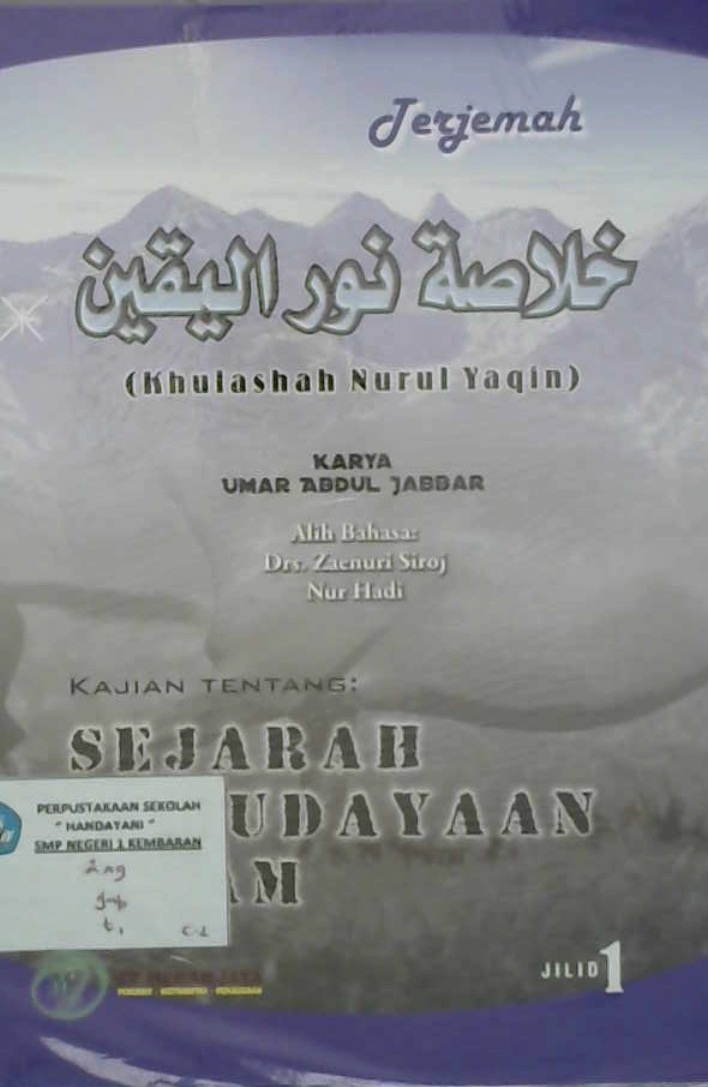 Terjemah
خلاصة نور اليقين
(Khulashah Nurul Yaqin)
KARYA
UMAR ABDUL JABBAR
Alih Bahasa:
Drs. Zaenuri Siroj
Nur Hadi
KAJIAN TENTANG:
SEJARAH
UDAYAAN
AM
PERPUSTAKAAN SEKOLAH
" HANDAYANI "
SMP NEGERI 1 KEMBARAN
t.
JILID 1